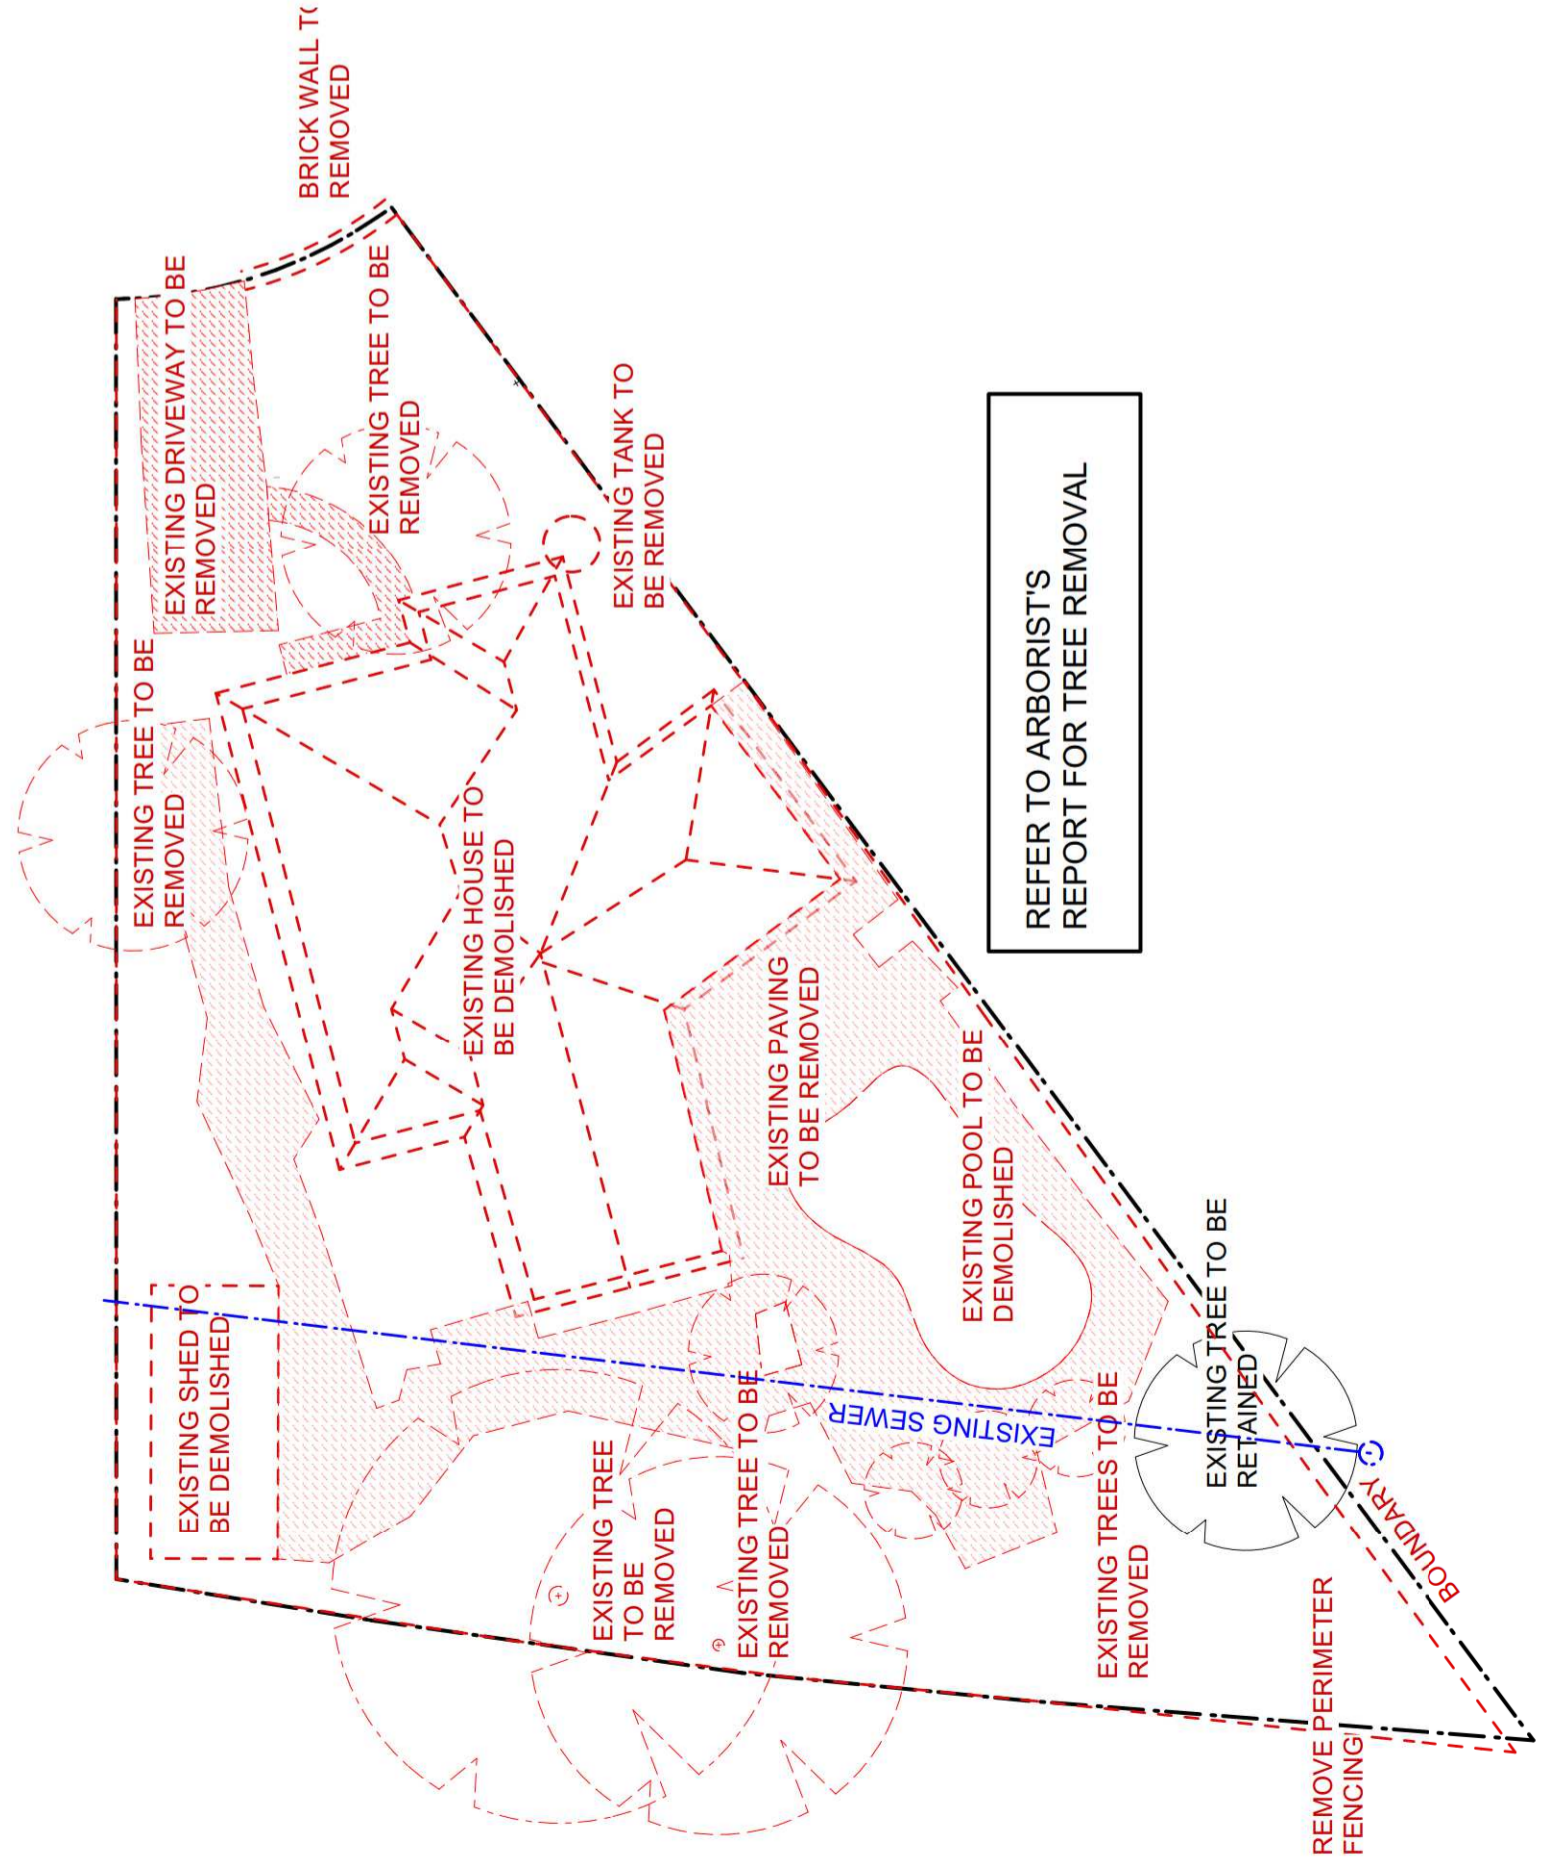 BRICK WALL TO
REMOVED
EXISTING DRIVEWAY TO BE
REMOVED
EXISTING TREE TO BE
REMOVED
EXISTING TREE TO BE
REMOVED
EXISTING TANK TO
BE REMOVED
EXISTING HOUSE TO
BE DEMOLISHED
REFER TO ARBORIST'S
REPORT FOR TREE REMOVAL
EXISTING PAVING
TO BE REMOVED
EXISTING POOL TO BE
DEMOLISHED
EXISTING SHED TO
BE DEMOLISHED
EXISTING SEWER
EXISTING TREE
TO BE
REMOVED
EXISTING TREE TO BE
REMOVED
EXISTING TREES TO BE
REMOVED
EXISTING TREE TO BE
RETAINED
BOUNDARY
REMOVE PERIMETER
FENCING